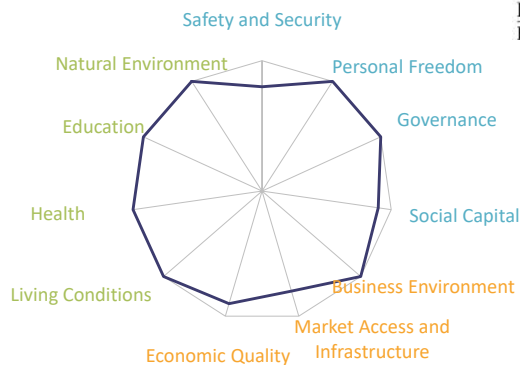 Safety and Security
Natural Environment
Personal Freedom
Education
Governance
Health
Social Capital
Living Conditions
Business Environment
Market Access and
Infrastructure
Economic Quality